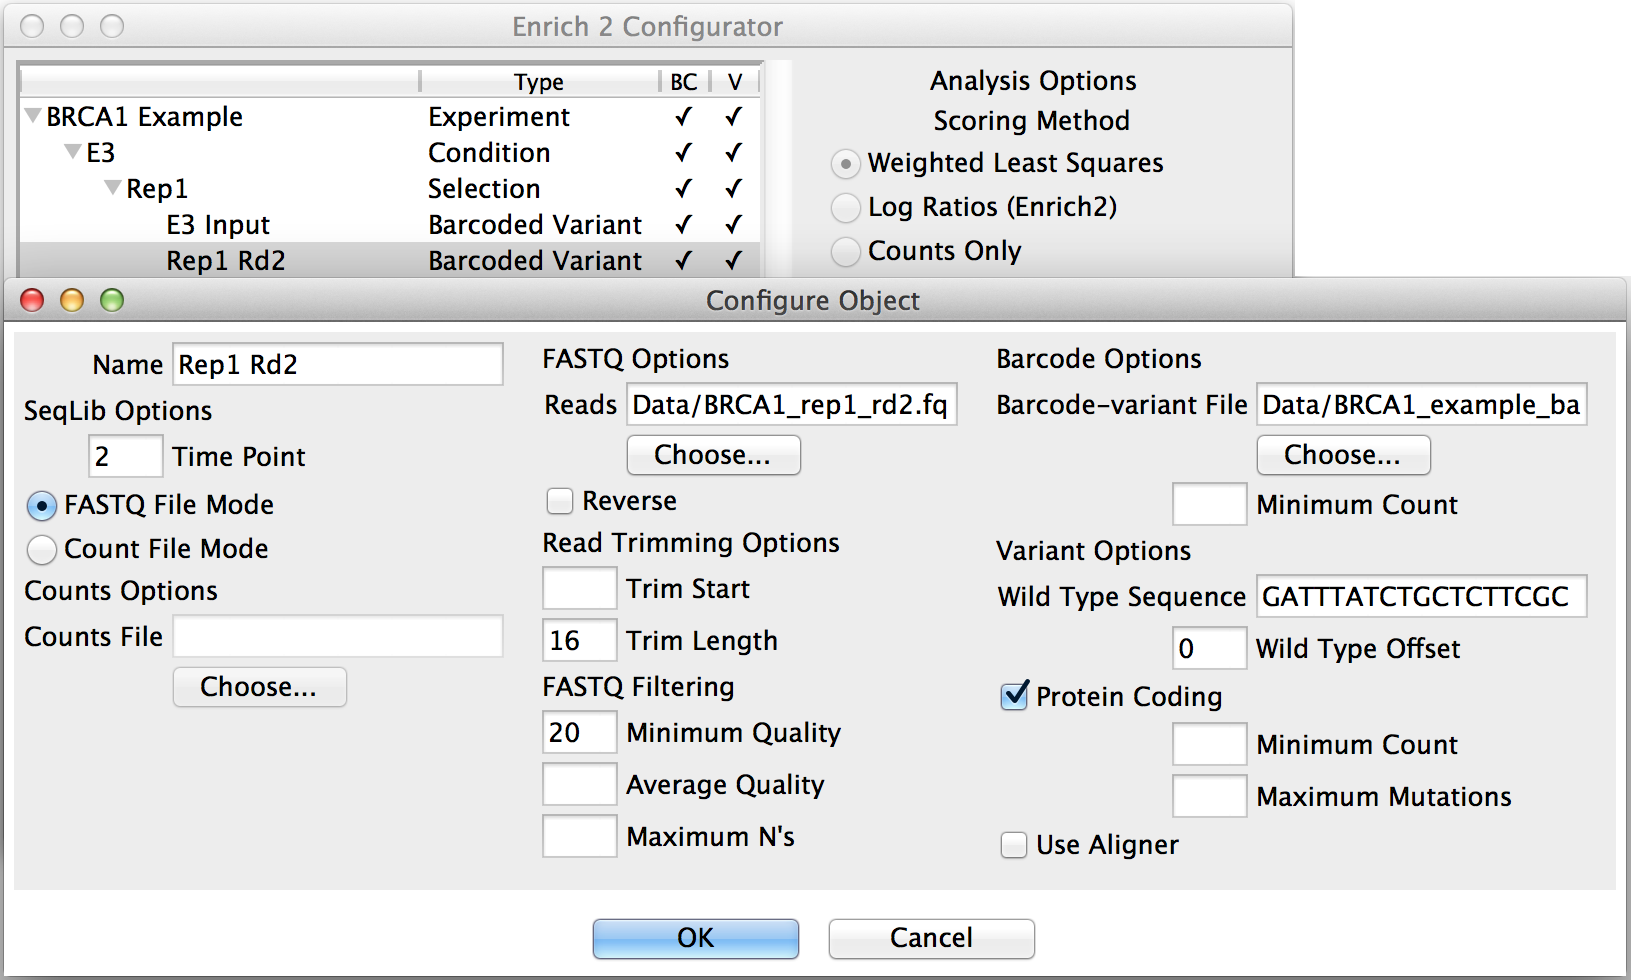 Enrich 2 Configurator
Type BC V
BRCA1 Example Experiment ✓ ✓
E3 Condition ✓ ✓
Rep1 Selection ✓ ✓
E3 Input Barcoded Variant ✓ ✓
Rep1 Rd2 Barcoded Variant ✓ ✓
Analysis Options
Scoring Method
Weighted Least Squares
Log Ratios (Enrich2)
Counts Only
Configure Object
Name Rep1 Rd2
SeqLib Options
2 Time Point
FASTQ File Mode
Count File Mode
Counts Options
Counts File
Choose...
FASTQ Options
Reads Data/BRCA1_rep1_rd2.fq
Choose...
Reverse
Read Trimming Options
Trim Start
16 Trim Length
FASTQ Filtering
20 Minimum Quality
Average Quality
Maximum N's
Barcode Options
Barcode-variant File Data/BRCA1_example_ba
Choose...
Minimum Count
Variant Options
Wild Type Sequence GATTTATCTGCTCTTCGC
0 Wild Type Offset
Protein Coding
Minimum Count
Maximum Mutations
Use Aligner
OK Cancel